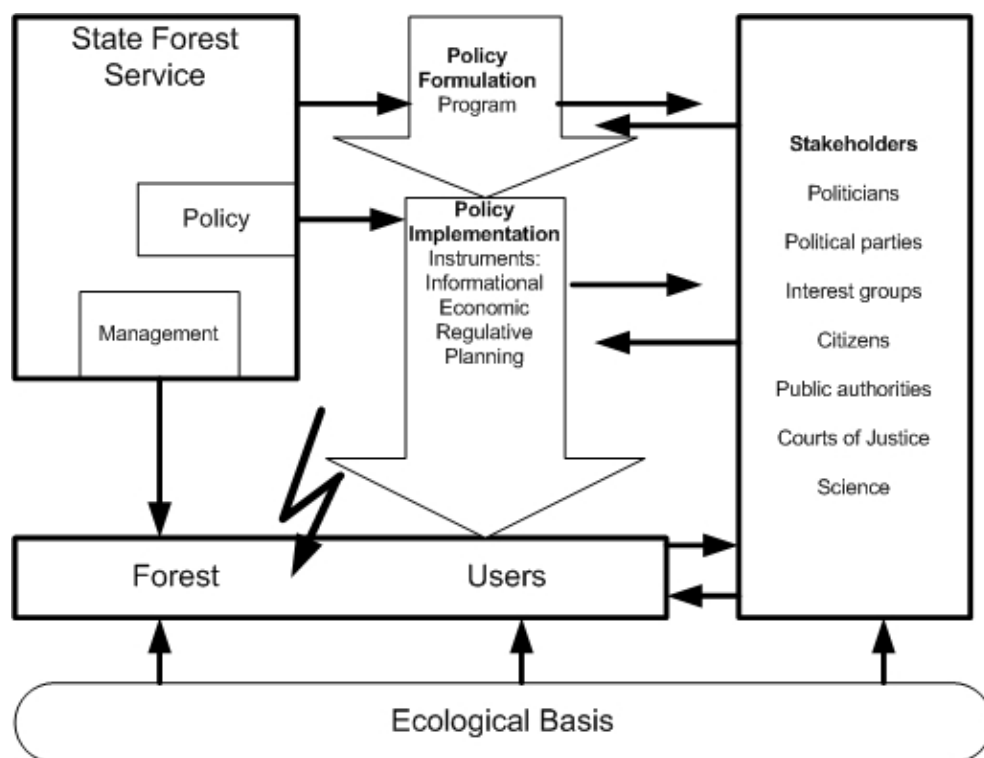 State Forest
Service
Policy
Management
Policy
Formulation
Program
Policy
Implementation
Instruments:
Informational
Economic
Regulative
Planning
Stakeholders
Politicians
Political parties
Interest groups
Citizens
Public authorities
Courts of Justice
Science
Forest
Users
Ecological Basis